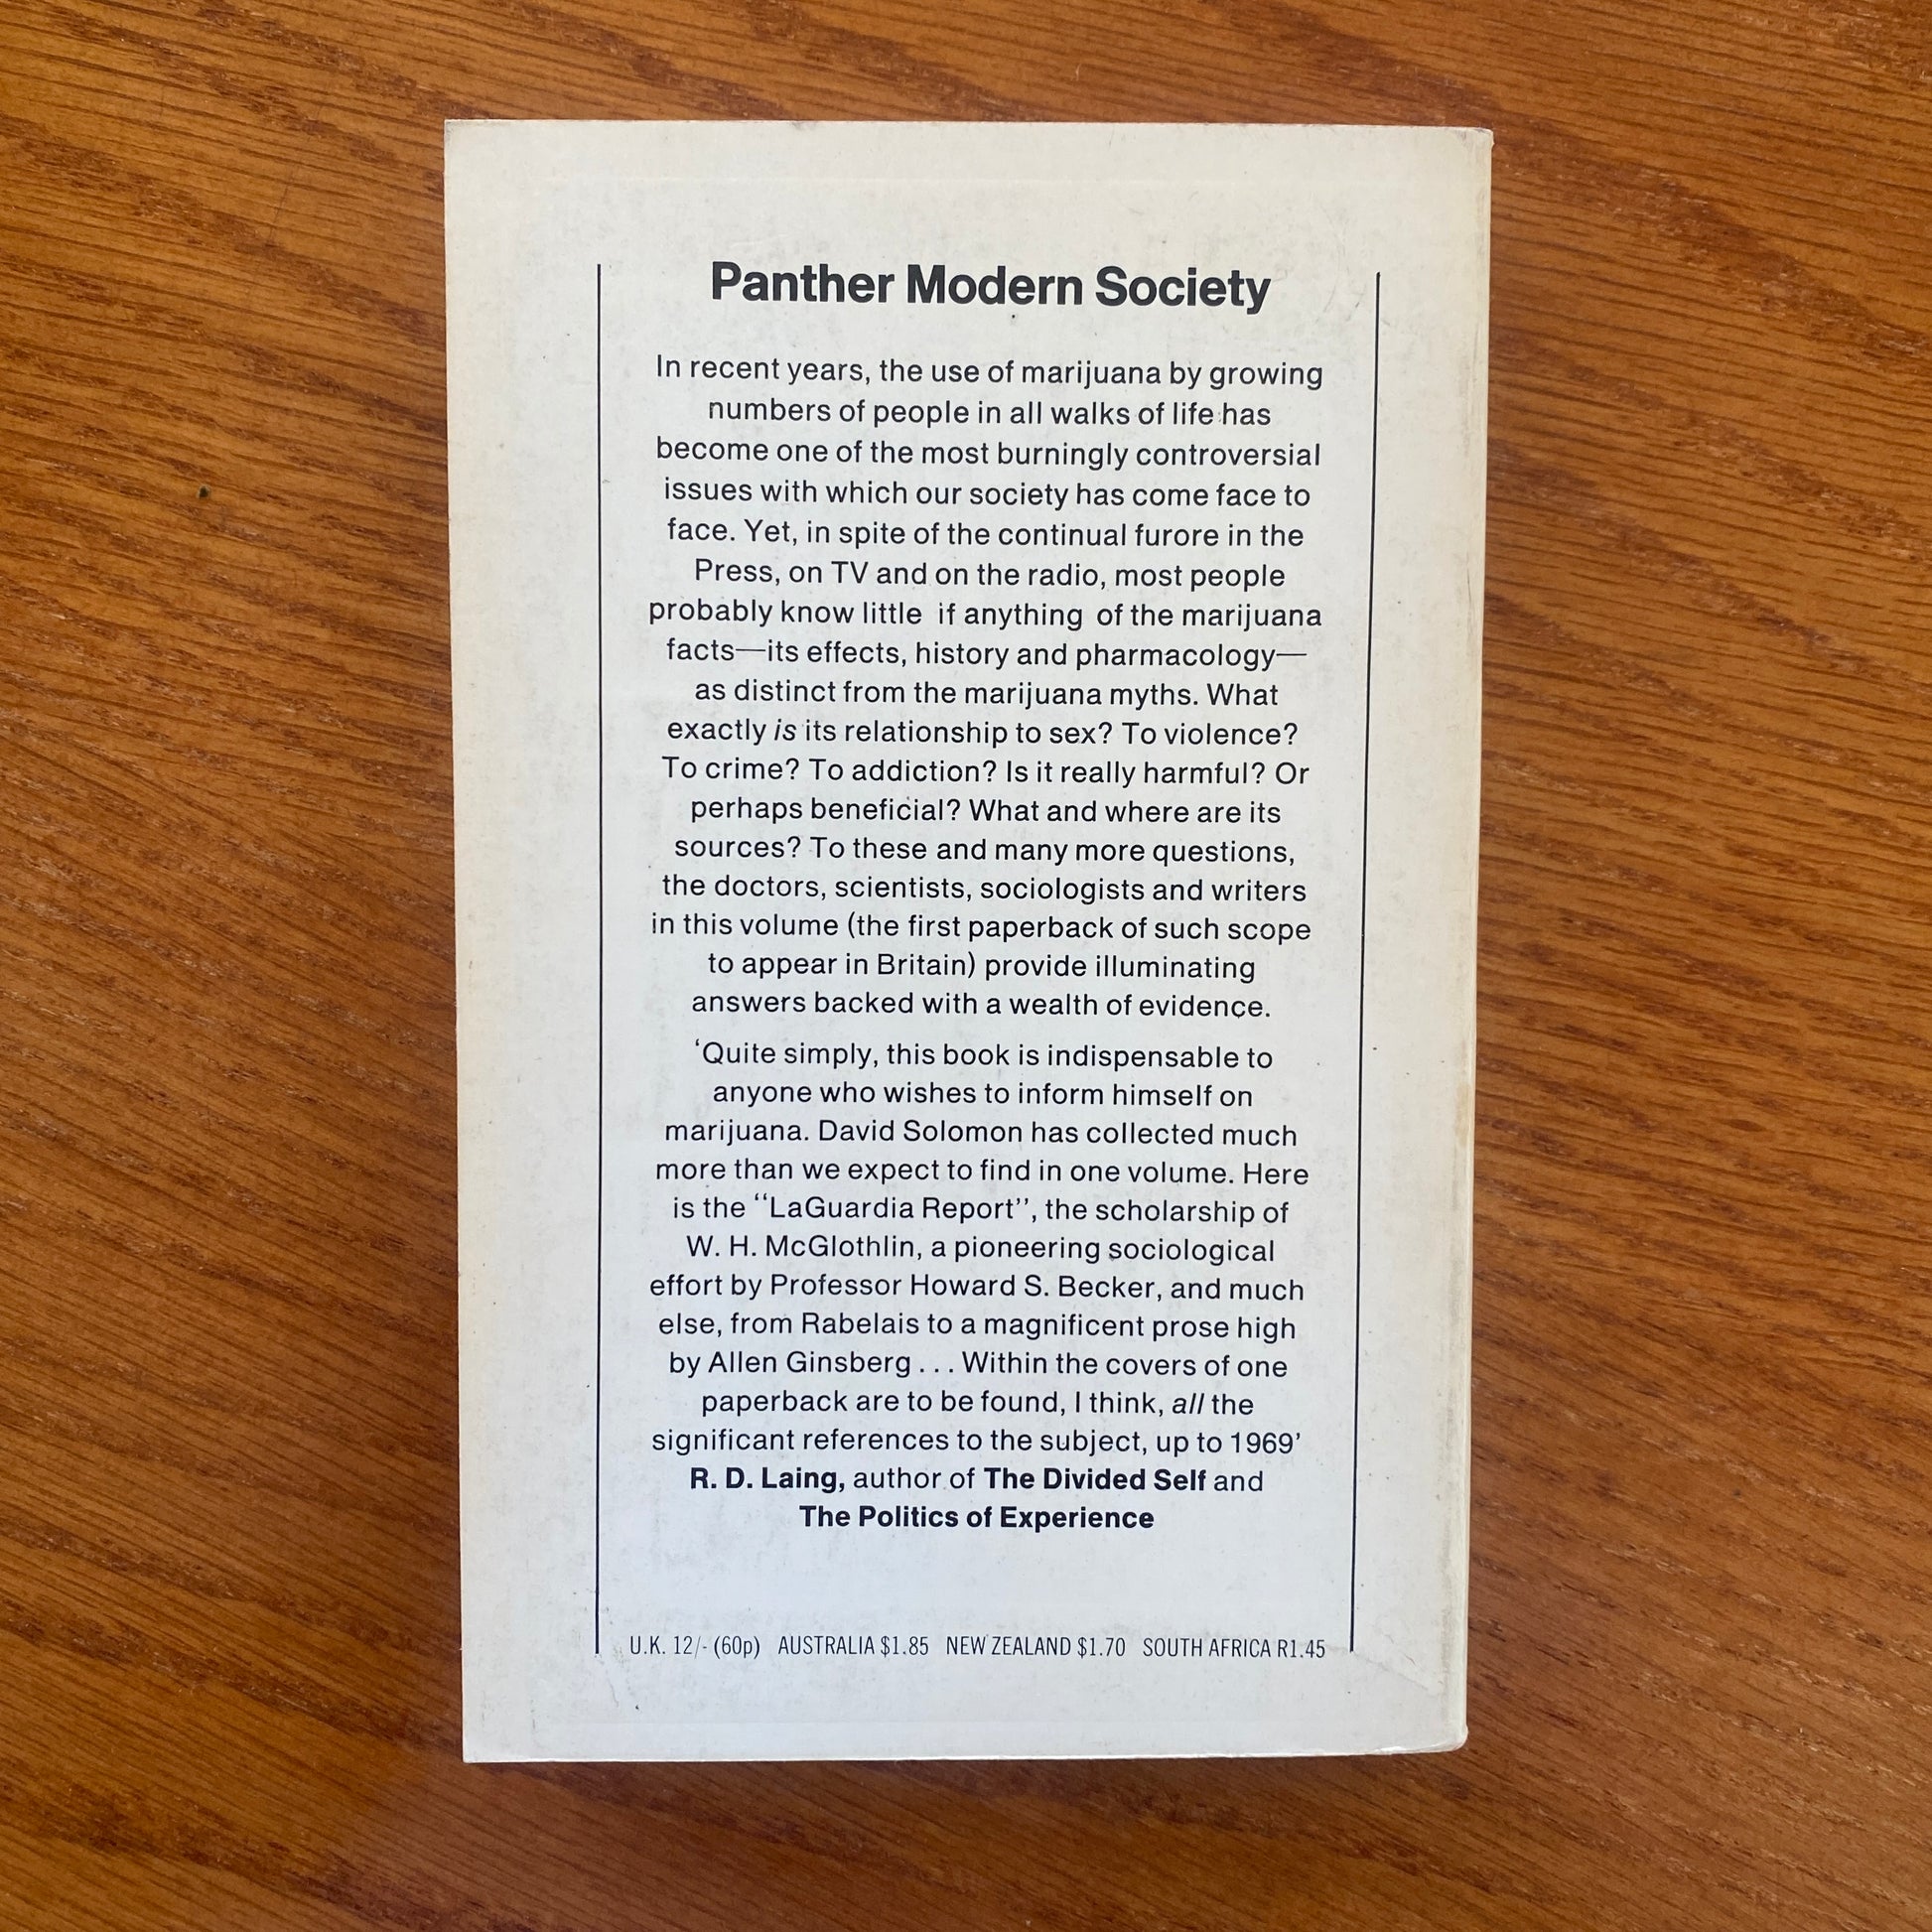 Panther Modern Society
In recent years, the use of marijuana by growing
numbers of people in all walks of life has
become one of the most burningly controversial
issues with which our society has come face to
face. Yet, in spite of the continual furore in the
Press, on TV and on the radio, most people
probably know little if anything of the marijuana
facts—its effects, history and pharmacology—
as distinct from the marijuana myths. What
exactly is its relationship to sex? To violence?
To crime? To addiction? Is it really harmful? Or
perhaps beneficial? What and where are its
sources? To these and many more questions,
the doctors, scientists, sociologists and writers
in this volume (the first paperback of such scope
to appear in Britain) provide illuminating
answers backed with a wealth of evidence.
‘Quite simply, this book is indispensable to
anyone who wishes to inform himself on
marijuana. David Solomon has collected much
more than we expect to find in one volume. Here
is the “LaGuardia Report”, the scholarship of
W. H. McGlothlin, a pioneering sociological
effort by Professor Howard S. Becker, and much
else, from Rabelais to a magnificent prose high
by Allen Ginsberg . . . Within the covers of one
paperback are to be found, I think, all the
significant references to the subject, up to 1969’
R. D. Laing, author of The Divided Self and
The Politics of Experience
U.K. 12/- (60p) AUSTRALIA $1.85 NEW ZEALAND $1.70 SOUTH AFRICA R1.45